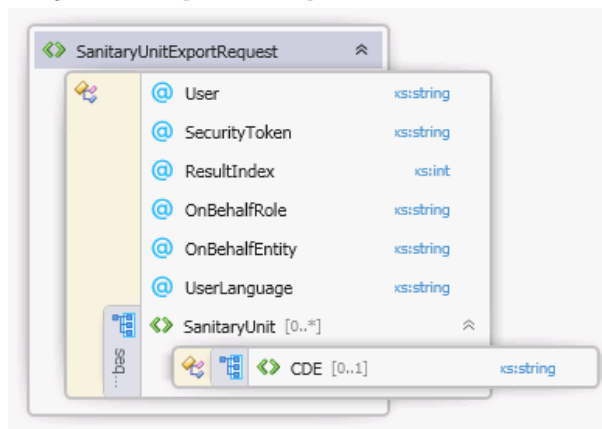 SanitaryUnitExportRequest
@ User xs:string
@ SecurityToken xs:string
@ ResultIndex xs:int
@ OnBehalfRole xs:string
@ OnBehalfEntity xs:string
@ UserLanguage xs:string
SanitaryUnit [0..*]
seq...
CDE [0..1] xs:string